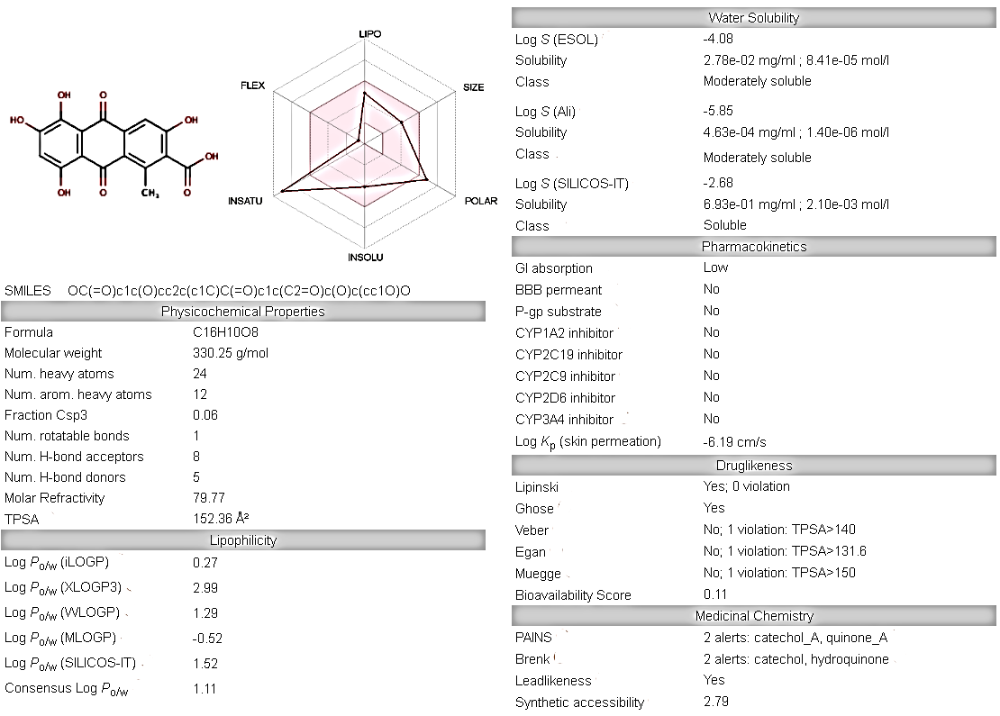 OH
O
HO
OH
OH
OH
O
CH₃
O
OH
LIPO
FLEX
SIZE
INSATU
POLAR
INSOLU
SMILES OC(=O)c1c(O)cc2c(c1C)C(=O)c1c(C2=O)c(O)c(cc1O)O
Physicochemical Properties
Formula C16H10O8
Molecular weight 330.25 g/mol
Num. heavy atoms 24
Num. arom. heavy atoms 12
Fraction Csp3 0.06
Num. rotatable bonds 1
Num. H-bond acceptors 8
Num. H-bond donors 5
Molar Refractivity 79.77
TPSA 152.36 Å²
Lipophilicity
Log Po/w (iLOGP) 0.27
Log Po/w (XLOGP3) 2.99
Log Po/w (WLOGP) 1.29
Log Po/w (MLOGP) -0.52
Log Po/w (SILICOS-IT) 1.52
Consensus Log Po/w 1.11
Water Solubility
Log S (ESOL) -4.08
Solubility 2.78e-02 mg/ml ; 8.41e-05 mol/l
Class Moderately soluble
Log S (Ali) -5.85
Solubility 4.63e-04 mg/ml ; 1.40e-06 mol/l
Class Moderately soluble
Log S (SILICOS-IT) -2.68
Solubility 6.93e-01 mg/ml ; 2.10e-03 mol/l
Class Soluble
Pharmacokinetics
GI absorption Low
BBB permeant No
P-gp substrate No
CYP1A2 inhibitor No
CYP2C19 inhibitor No
CYP2C9 inhibitor No
CYP2D6 inhibitor No
CYP3A4 inhibitor No
Log Kp (skin permeation) -6.19 cm/s
Druglikeness
Lipinski Yes; 0 violation
Ghose Yes
Veber No; 1 violation: TPSA>140
Egan No; 1 violation: TPSA>131.6
Muegge No; 1 violation: TPSA>150
Bioavailability Score 0.11
Medicinal Chemistry
PAINS 2 alerts: catechol_A, quinone_A
Brenk 2 alerts: catechol, hydroquinone
Leadlikeness Yes
Synthetic accessibility 2.79